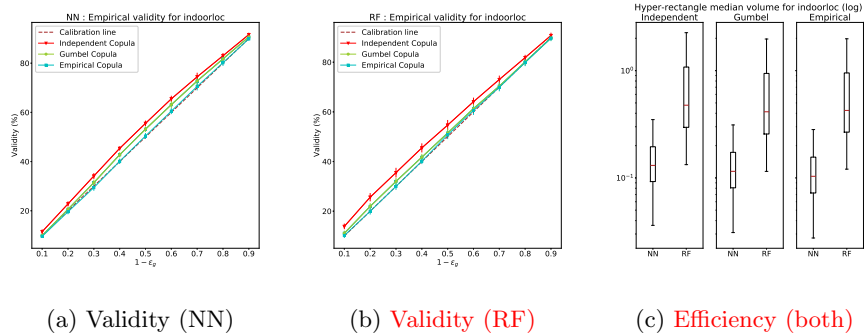 NN : Empirical validity for indoorloc
Calibration line
Independent Copula
Gumbel Copula
Empirical Copula
Validity (%)
80
60
40
20
0.1 0.2 0.3 0.4 0.5 0.6 0.7 0.8 0.9
1 − ϵg
(a) Validity (NN)
RF : Empirical validity for indoorloc
Calibration line
Independent Copula
Gumbel Copula
Empirical Copula
Validity (%)
80
60
40
20
0.1 0.2 0.3 0.4 0.5 0.6 0.7 0.8 0.9
1 − ϵg
(b) Validity (RF)
Hyper-rectangle median volume for indoorloc (log)
Independent Gumbel Empirical
10⁰
10⁻¹
NN RF NN RF NN RF
(c) Efficiency (both)